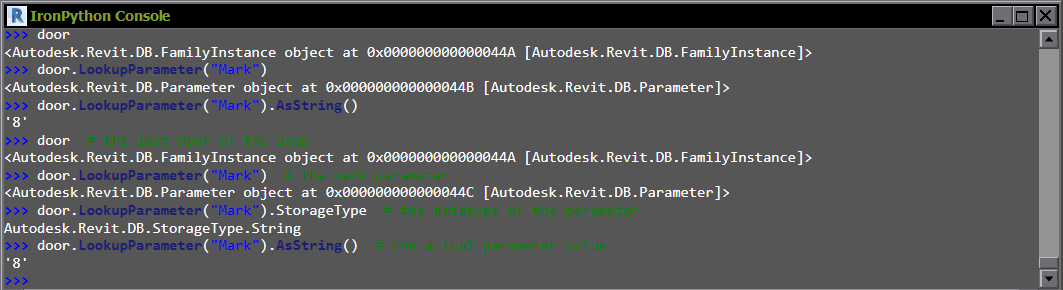 IronPython Console
>>> door
<Autodesk.Revit.DB.FamilyInstance object at 0x000000000000044A [Autodesk.Revit.DB.FamilyInstance]>
>>> door.LookupParameter("Mark")
<Autodesk.Revit.DB.Parameter object at 0x000000000000044B [Autodesk.Revit.DB.Parameter]>
>>> door.LookupParameter("Mark").AsString()
'8'
>>> door  # the last door of the loop
<Autodesk.Revit.DB.FamilyInstance object at 0x000000000000044A [Autodesk.Revit.DB.FamilyInstance]>
>>> door.LookupParameter("Mark")  # the mark parameter
<Autodesk.Revit.DB.Parameter object at 0x000000000000044C [Autodesk.Revit.DB.Parameter]>
>>> door.LookupParameter("Mark").StorageType  # the datatype of the parameter
Autodesk.Revit.DB.StorageType.String
>>> door.LookupParameter("Mark").AsString()  # the actual parameter value
'8'
>>>